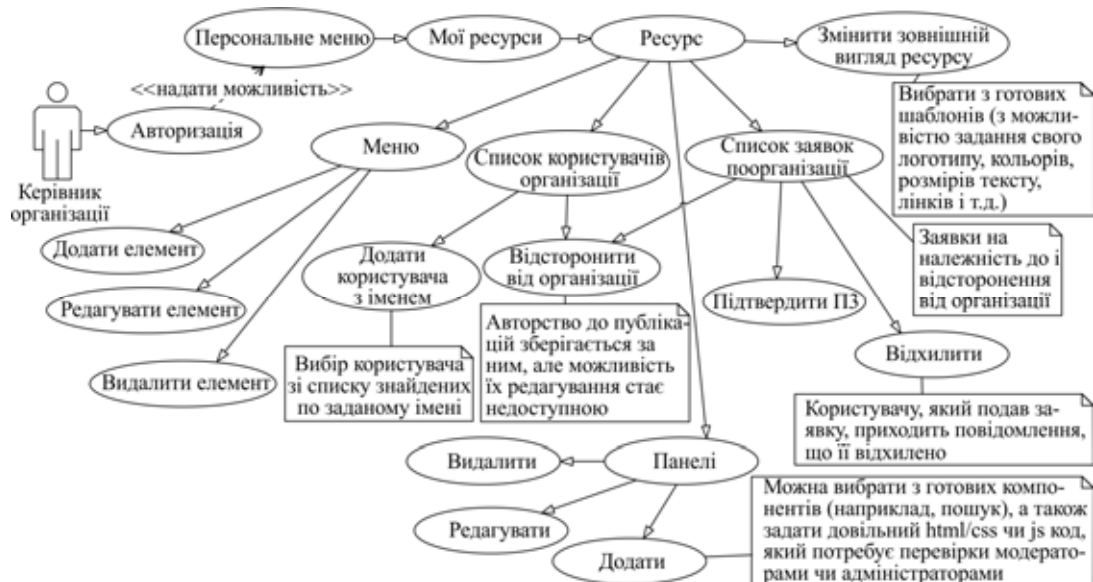 Персональне меню
Мої ресурси
Ресурс
Змінити зовнішній
вигляд ресурсу
<<надати можливість>>
Авторизація
Керівник
організації
Меню
Список користувачів
організації
Список заявок
поорганізації
Вибрати з готових
шаблонів (з можли-
вістю задання свого
логотипу, кольорів,
розмірів тексту,
лінків і т.д.)
Додати елемент
Редагувати елемент
Видалити елемент
Додати
користувача
з іменем
Відсторонити
від організації
Підтвердити ПЗ
Заявки на
належність до і
відсторонення
від організації
Вибір користувача
зі списку знайдених
по заданому імені
Авторство до публіка-
цій зберігається за
ним, але можливість
їх редагування стає
недоступною
Відхилити
Користувачу, який подав за-
явку, приходить повідомлення,
що її відхилено
Видалити
Панелі
Редагувати
Додати
Можна вибрати з готових компо-
нентів (наприклад, пошук), а також
задати довільний html/css чи js код,
який потребує перевірки модерато-
рами чи адміністраторами